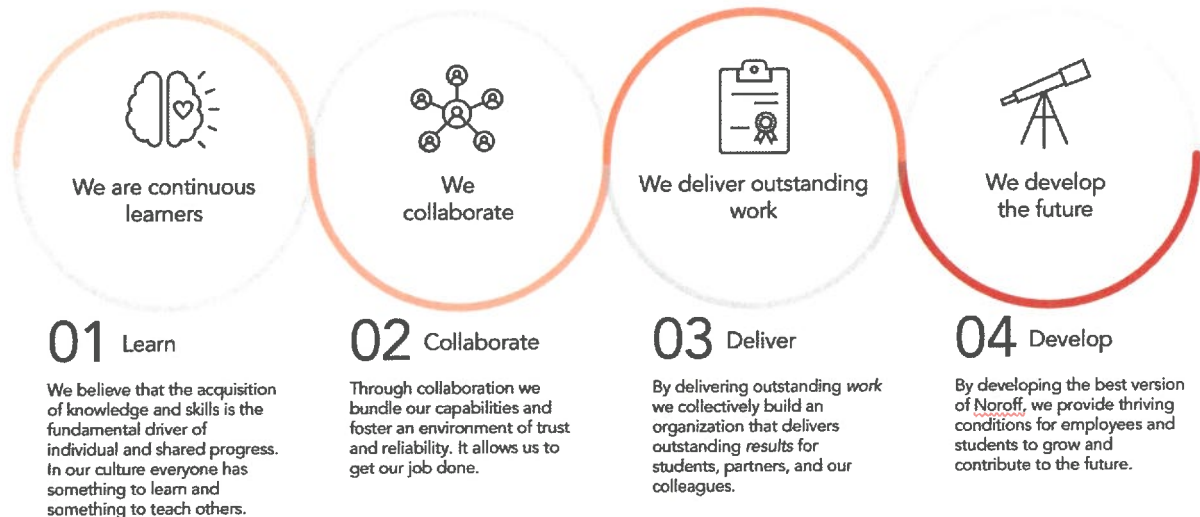 We are continuous
learners
We
collaborate
We deliver outstanding
work
We develop
the future
01 Learn
We believe that the acquisition
of knowledge and skills is the
fundamental driver of
individual and shared progress.
In our culture everyone has
something to learn and
something to teach others.
02 Collaborate
Through collaboration we
bundle our capabilities and
foster an environment of trust
and reliability. It allows us to
get our job done.
03 Deliver
By delivering outstanding work
we collectively build an
organization that delivers
outstanding results for
students, partners, and our
colleagues.
04 Develop
By developing the best version
of Noroff, we provide thriving
conditions for employees and
students to grow and
contribute to the future.